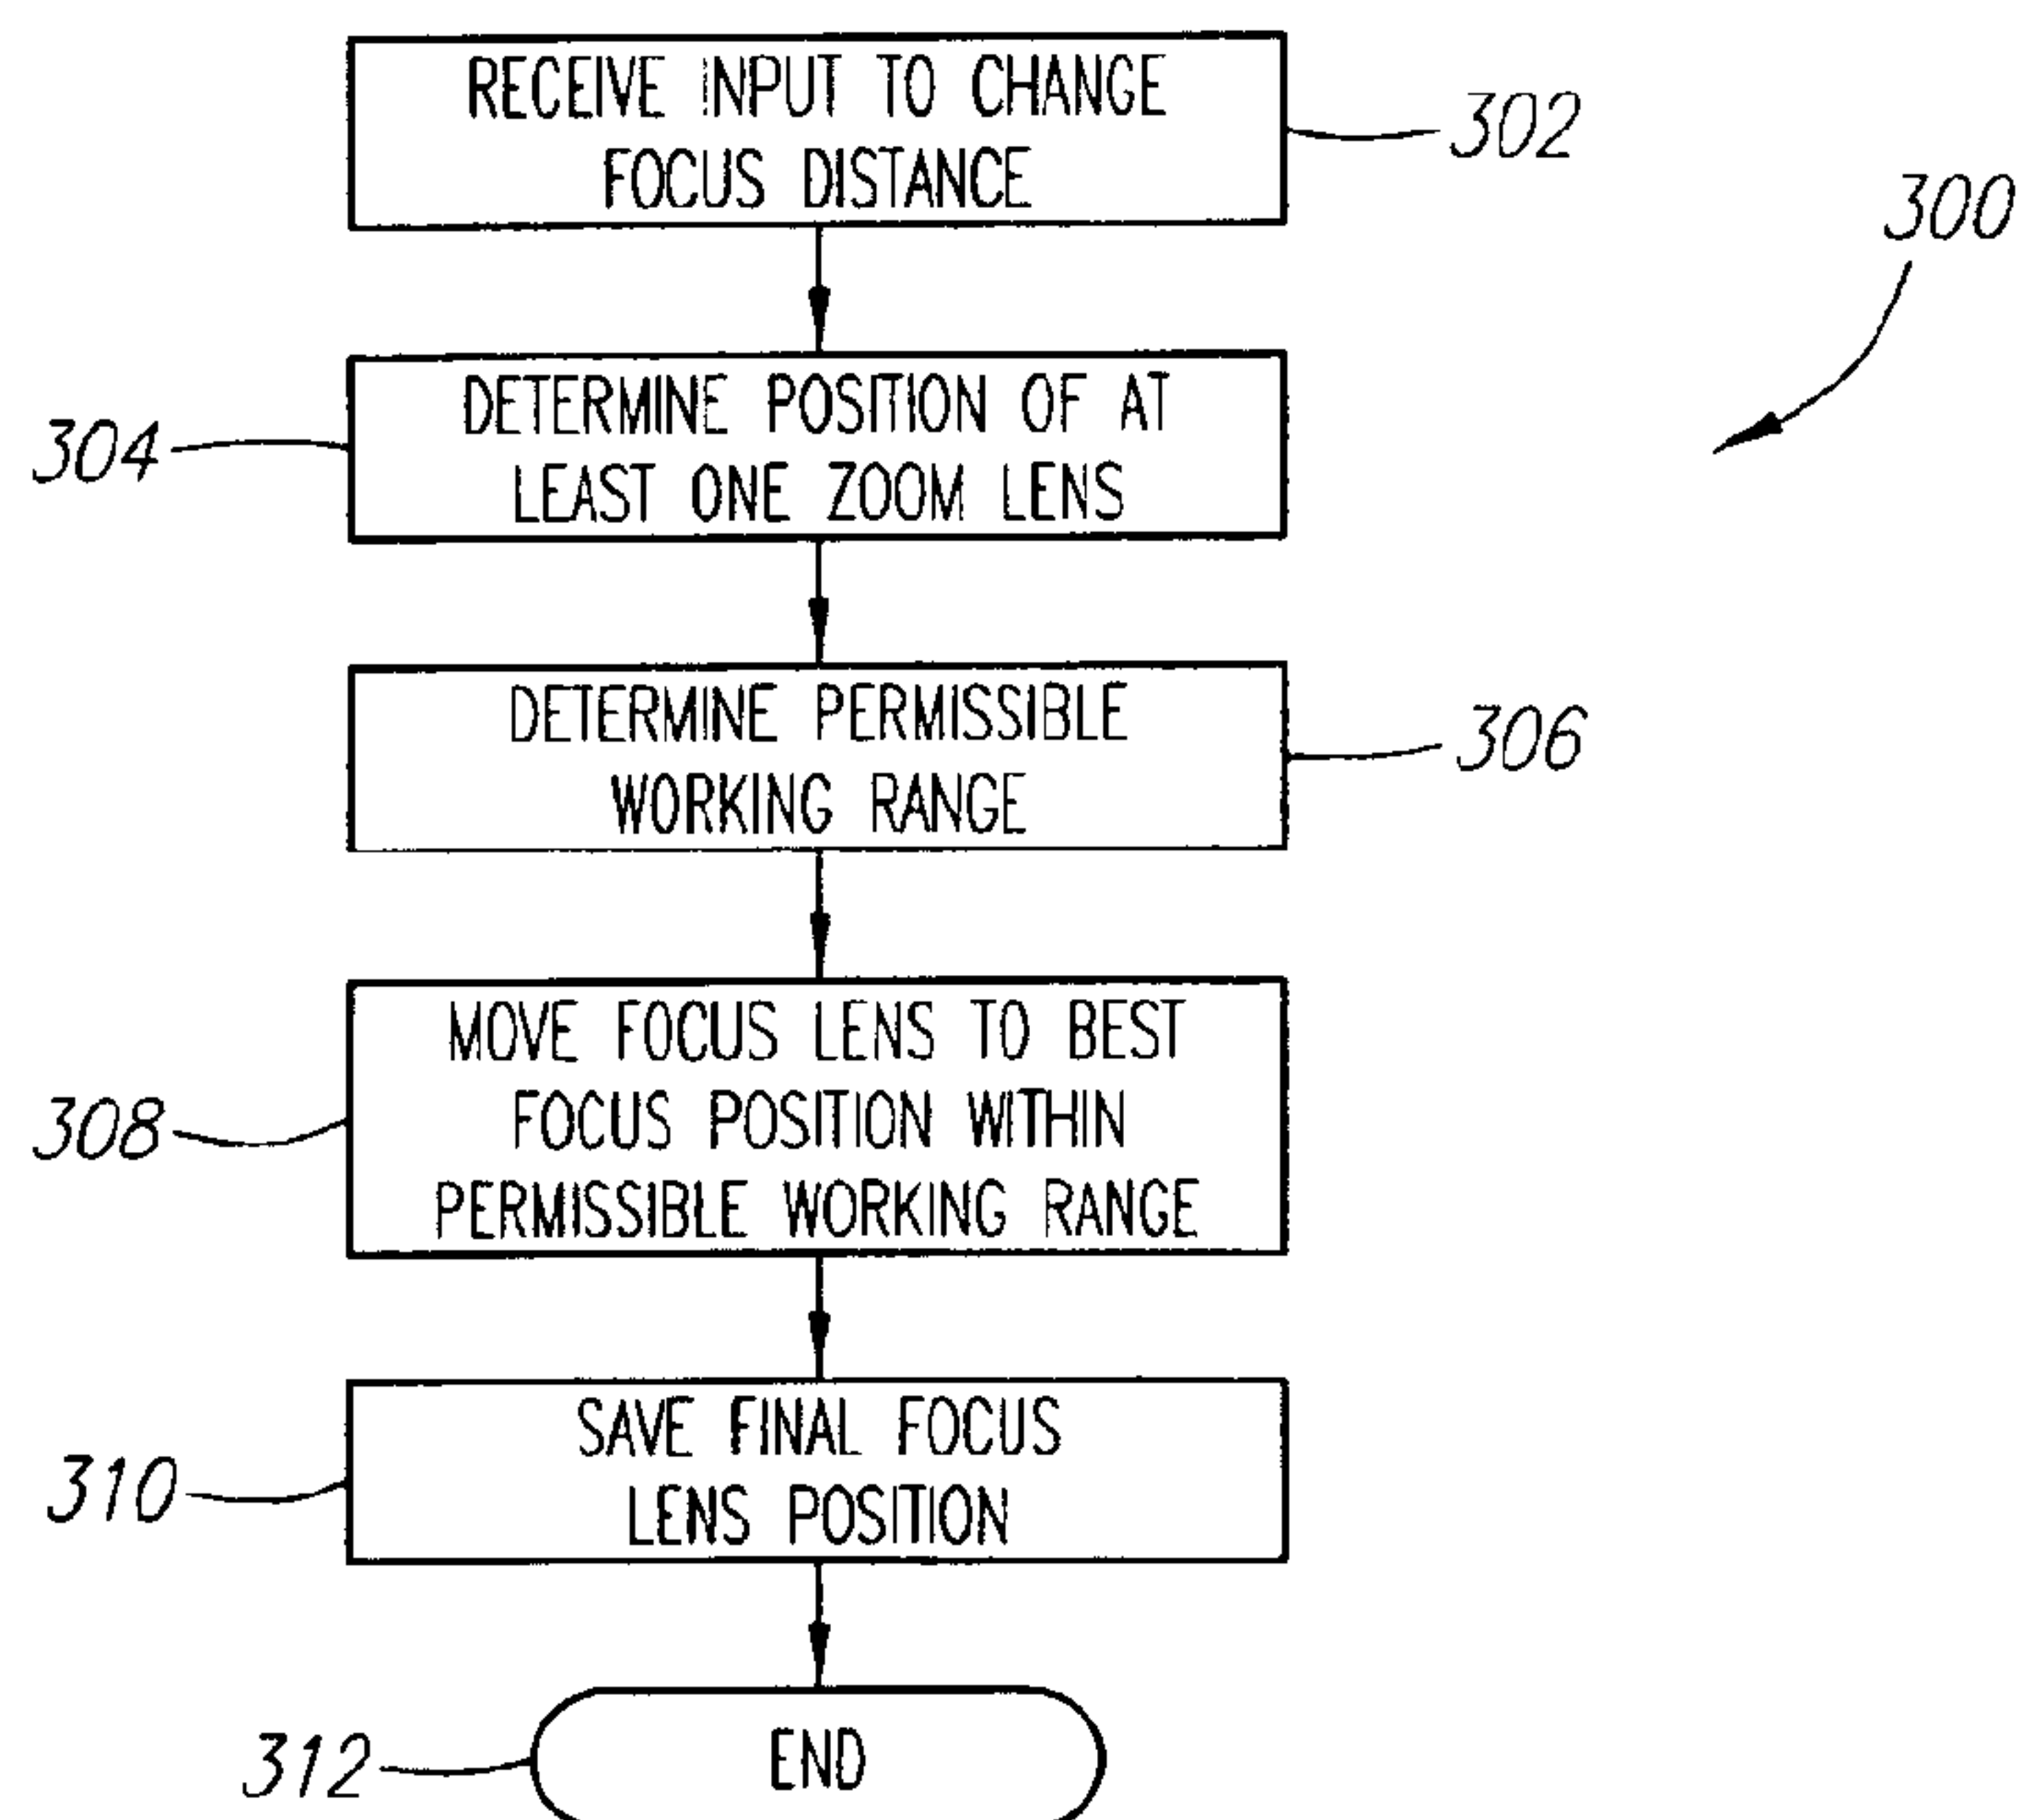 RECEIVE INPUT TO CHANGE
FOCUS DISTANCE
302
300
DETERMINE POSITION OF AT
LEAST ONE ZOOM LENS
304
DETERMINE PERMISSIBLE
WORKING RANGE
306
MOVE FOCUS LENS TO BEST
FOCUS POSITION WITHIN
PERMISSIBLE WORKING RANGE
308
SAVE FINAL FOCUS
LENS POSITION
310
END
312